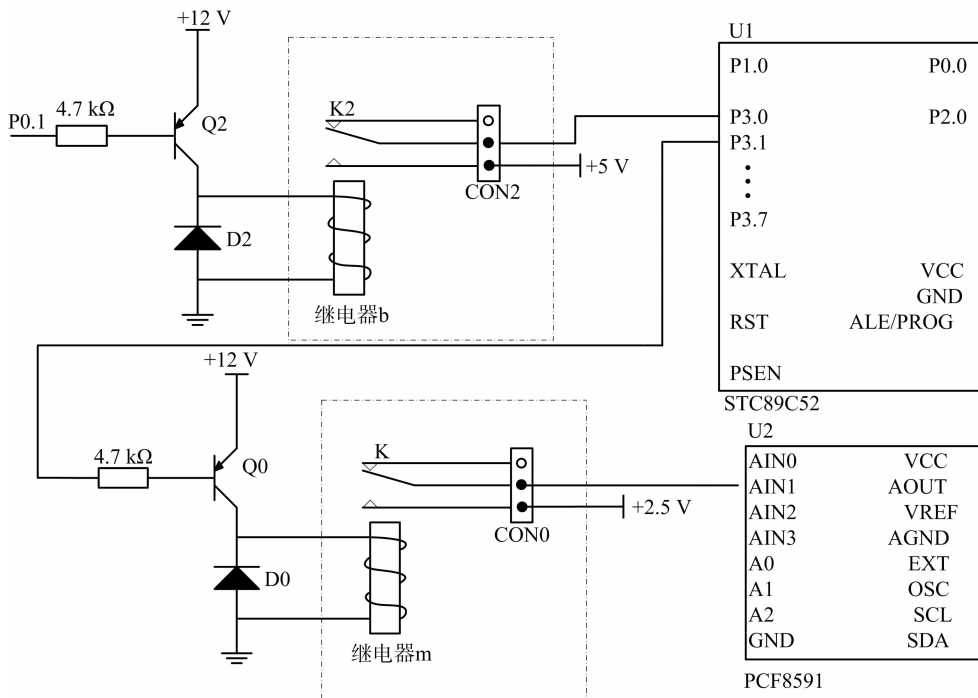 +12 V
4.7 kΩ
P0.1
Q2
D2
K2
CON2
+5 V
继电器b
U1
P1.0 P0.0
P3.0 P2.0
P3.1
P3.7
XTAL VCC
GND
RST ALE/PROG
PSEN
STC89C52
+12 V
4.7 kΩ
Q0
D0
K
CON0
+2.5 V
继电器m
U2
AIN0 VCC
AIN1 AOUT
AIN2 VREF
AIN3 AGND
A0 EXT
A1 OSC
A2 SCL
GND SDA
PCF8591